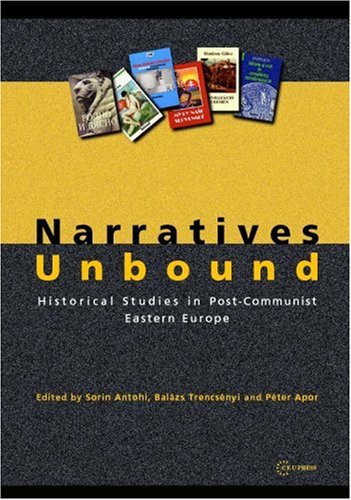 Narratives
Unbound
Historical Studies in Post-Communist
Eastern Europe
Edited by Sorin Antohi, Balázs Trencsényi and Péter Apor
CEU PRESS